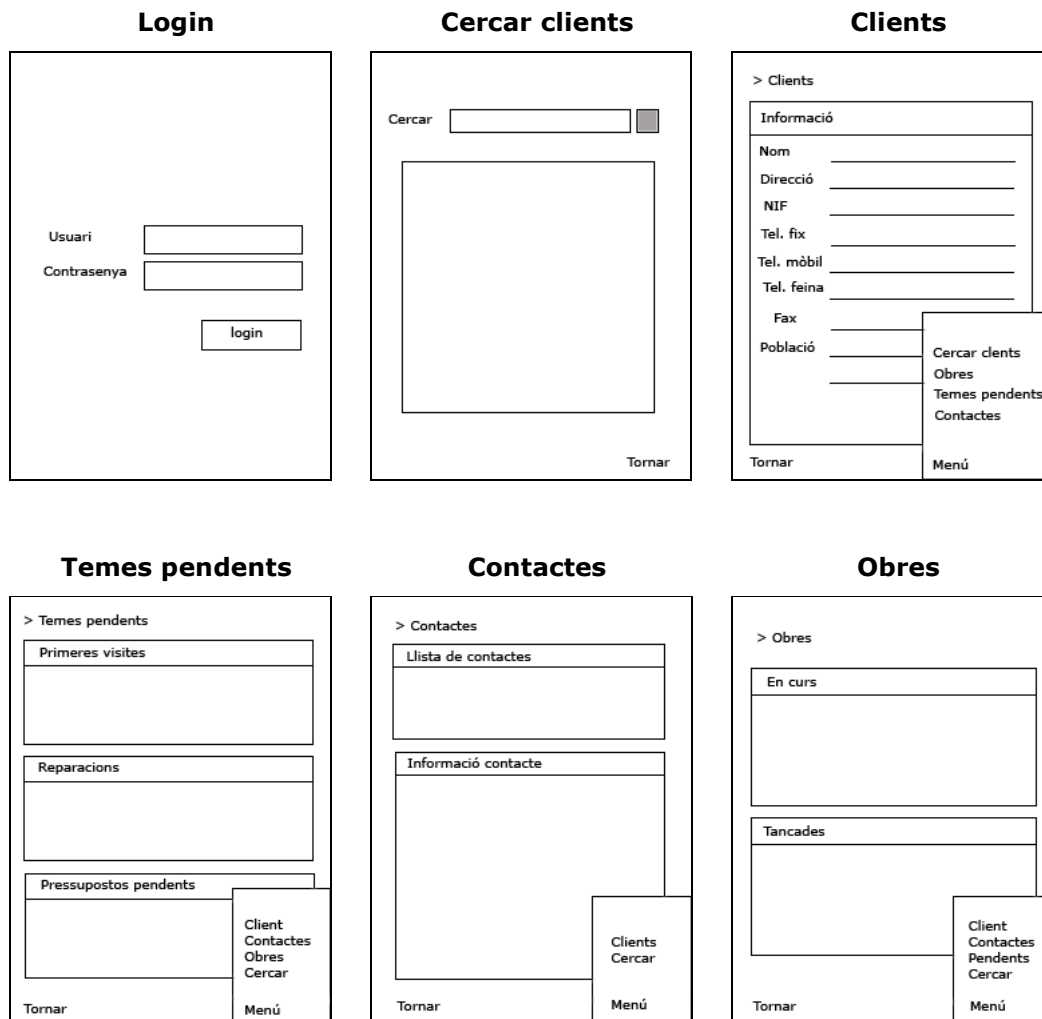 Login
Usuari
Contrasenya
login
Cercar clients
Cercar
Tornar
Clients
> Clients
Informació
Nom
Direcció
NIF
Tel. fix
Tel. mòbil
Tel. feina
Fax
Població
Cercar clents
Obres
Temes pendents
Contactes
Tornar
Menú
Temes pendents
> Temes pendents
Primeres visites
Reparacions
Pressupostos pendents
Client
Contactes
Obres
Cercar
Tornar
Menú
Contactes
> Contactes
Llista de contactes
Informació contacte
Clients
Cercar
Tornar
Menú
Obres
> Obres
En curs
Tancades
Client
Contactes
Pendents
Cercar
Tornar
Menú